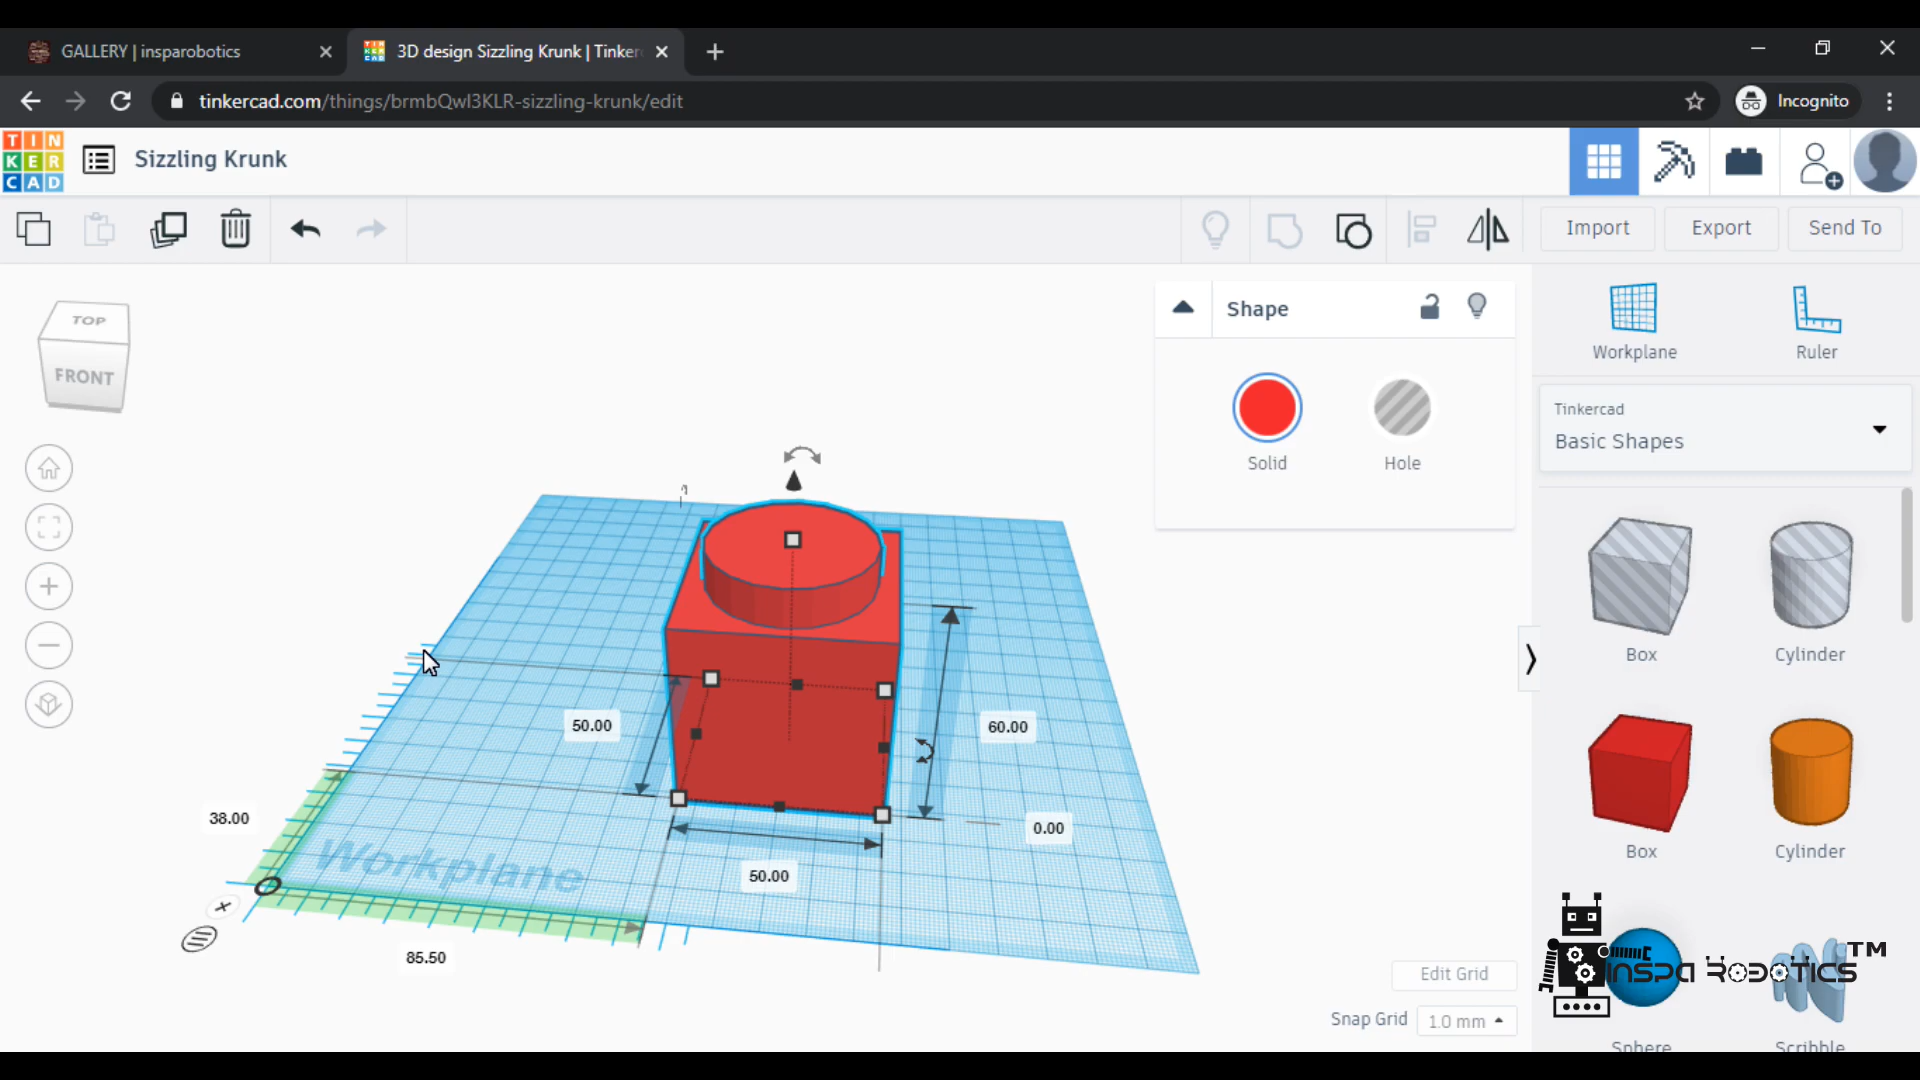 GALLERY | insparobotics
3D design Sizzling Krunk | Tinker
tinkercad.com/things/brmbQwl3KLR-sizzling-krunk/edit
Incognito
TIN
KER
CAD
Sizzling Krunk
Import
Export
Send To
TOP
FRONT
Shape
Solid
Hole
Workplane
Ruler
Tinkercad
Basic Shapes
Box
Cylinder
Box
Cylinder
Sphere
Scribble
50.00
60.00
38.00
0.00
50.00
85.50
Workplane
Edit Grid
Snap Grid
1.0 mm
INSPA ROBOTICS™